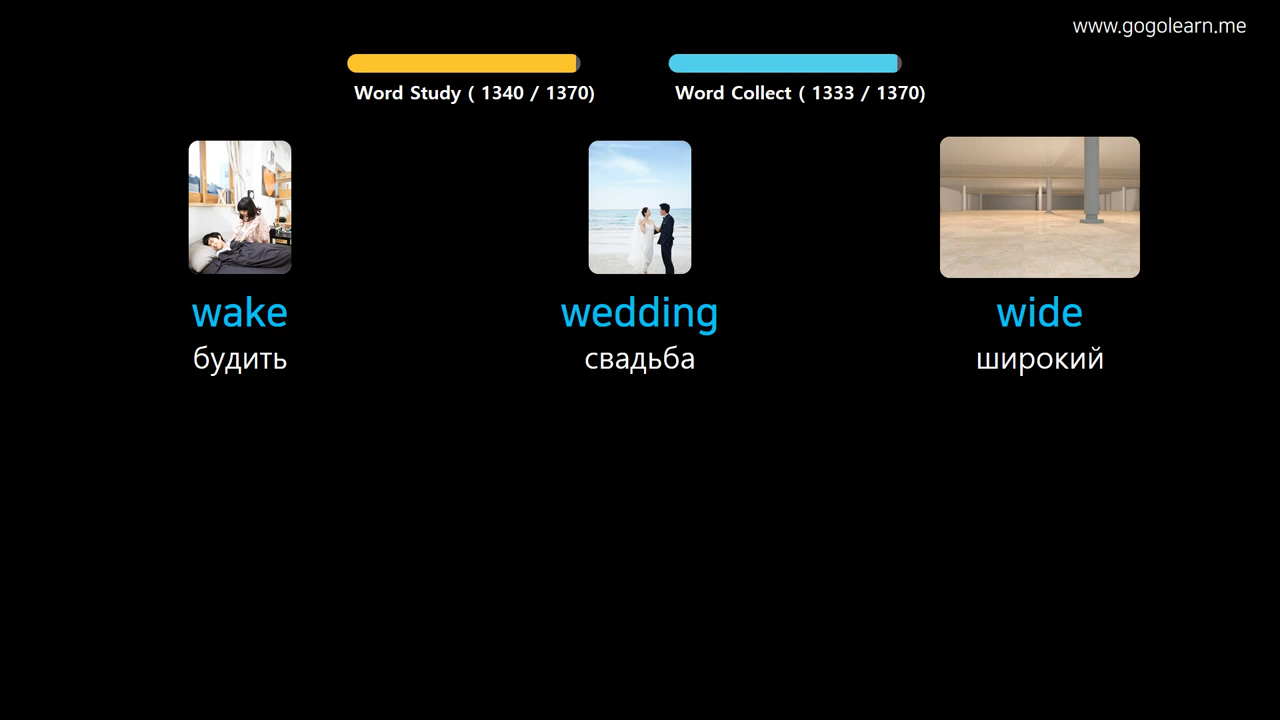 www.gogolearn.me
Word Study ( 1340 / 1370)
Word Collect ( 1333 / 1370)
wake
будить
wedding
свадьба
wide
широкий